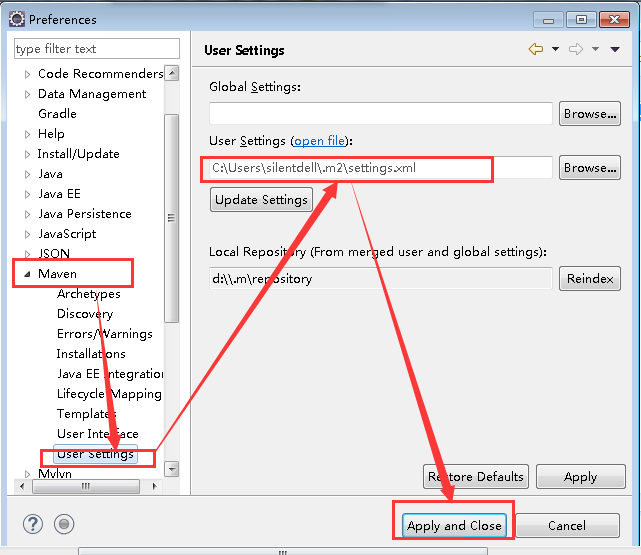 Preferences
type filter text
Code Recommenders
Data Management
Gradle
Help
Install/Update
Java
Java EE
Java Persistence
JavaScript
JSON
Maven
Archetypes
Discovery
Errors/Warnings
Installations
Java EE Integration
Lifecycle Mapping
Templates
User Interface
User Settings
Mylyn
User Settings
Global Settings:
Browse...
User Settings (open file):
C:\Users\silentdell\.m2\settings.xml
Browse...
Update Settings
Local Repository (From merged user and global settings):
d:\\.m\repository
Reindex
Restore Defaults
Apply
?
Apply and Close
Cancel